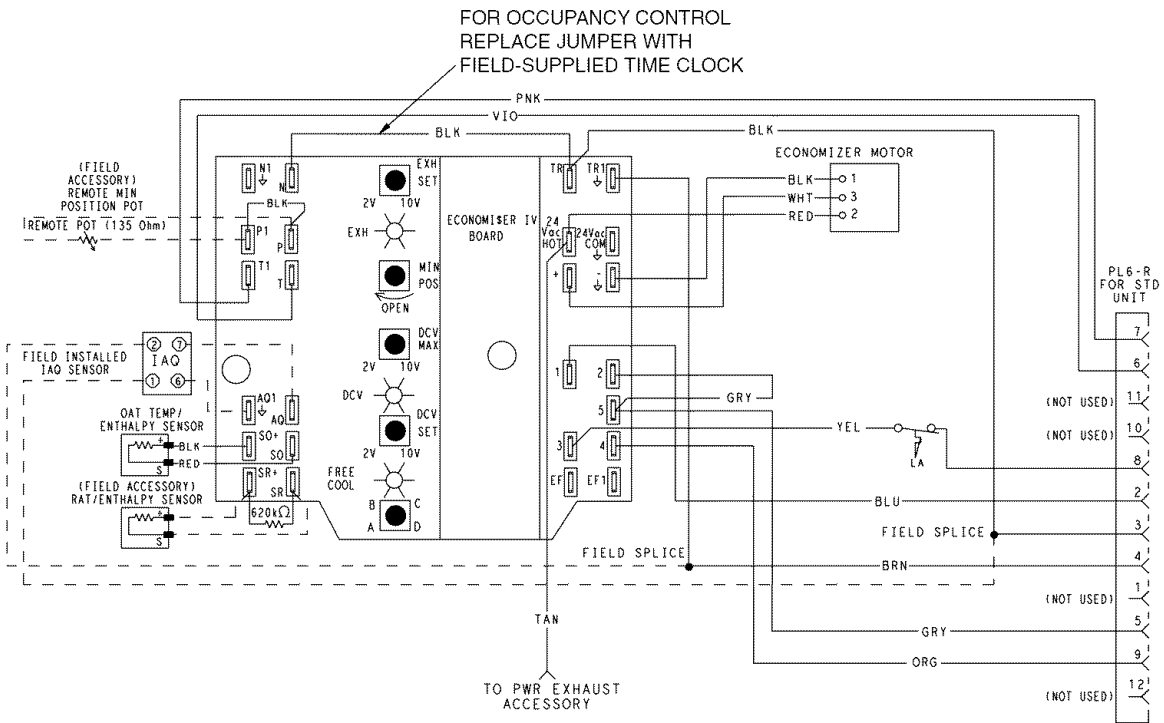 FOR OCCUPANCY CONTROL
REPLACE JUMPER WITH
FIELD-SUPPLIED TIME CLOCK
PNK
VIO
BLK
BLK
(FIELD
ACCESSORY)
REMOTE MIN
POSITION POT
REMOTE POT (135 Ohm)
N1
N
BLK
P1
P
T1
T
EXH
SET
2V 10V
EXH
MIN
POS
OPEN
DCV
MAX
2V 10V
DCV
DCV
SET
2V 10V
FREE
COOL
B C
A D
ECONOMI$ER IV
BOARD
TR
TR1
24
Vac
HOT
24Vac
COM
+
-
1
2
5
3
4
EF
EF1
ECONOMIZER MOTOR
BLK 1
WHT 3
RED 2
FIELD INSTALLED
IAQ SENSOR
2 7
IAQ
1 6
AQ1
AQ
SO+
SO
SR+
SR
620kΩ
OAT TEMP/
ENTHALPY SENSOR
+
BLK
RED
S
(FIELD ACCESSORY)
RAT/ENTHALPY SENSOR
+
S
GRY
YEL
LA
BLU
FIELD SPLICE
FIELD SPLICE
BRN
TAN
GRY
ORG
TO PWR EXHAUST
ACCESSORY
PL6-R
FOR STD
UNIT
7
6
(NOT USED) 11
(NOT USED) 10
8
2
3
4
(NOT USED) 1
5
9
(NOT USED) 12